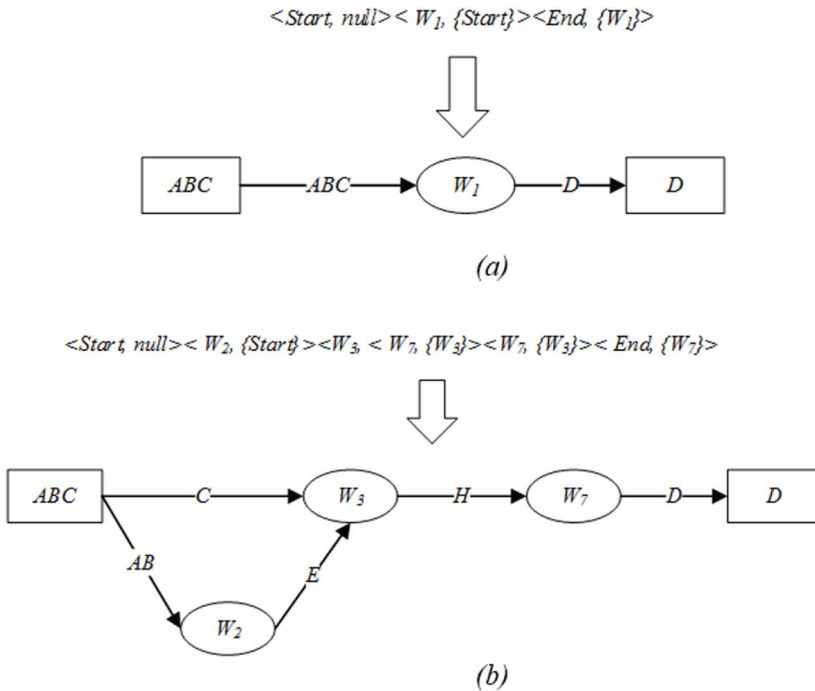 <Start, null>< W1, {Start}><End, {W1}>
ABC ABC W1 D D
(a)
<Start, null>< W2, {Start}><W3, < W7, {W3}><W7, {W3}>< End, {W7}>
ABC C W3 H W7 D D
AB E
W2
(b)